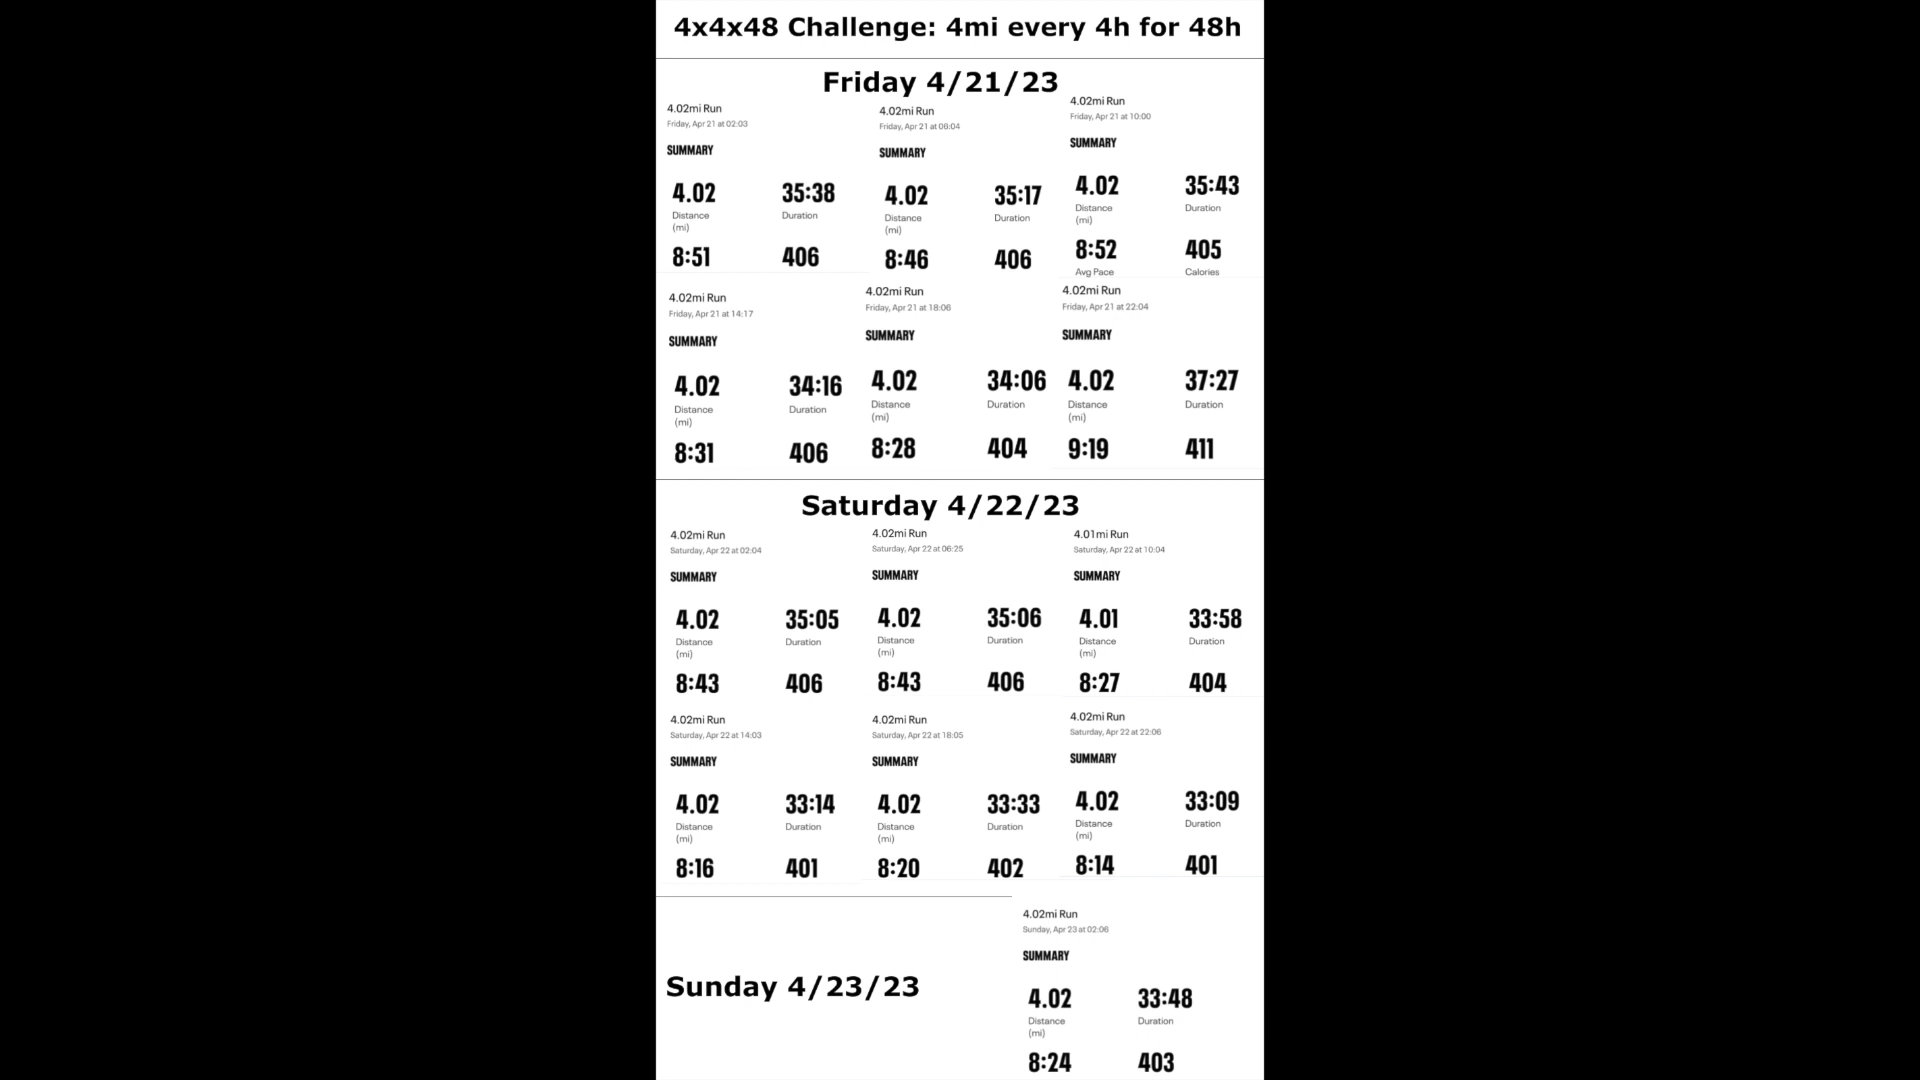 4x4x48 Challenge: 4mi every 4h for 48h
Friday 4/21/23
4.02mi Run
Friday, Apr 21 at 02:03
SUMMARY
4.02
35:38
Distance
(mi)
Duration
8:51
406
4.02mi Run
Friday, Apr 21 at 06:04
SUMMARY
4.02
35:17
Distance
(mi)
Duration
8:46
406
4.02mi Run
Friday, Apr 21 at 10:00
SUMMARY
4.02
35:43
Distance
(mi)
Duration
8:52
405
Avg Pace
Calories
4.02mi Run
Friday, Apr 21 at 14:17
SUMMARY
4.02
34:16
Distance
(mi)
Duration
8:31
406
4.02mi Run
Friday, Apr 21 at 18:06
SUMMARY
4.02
34:06
Distance
(mi)
Duration
8:28
404
4.02mi Run
Friday, Apr 21 at 22:04
SUMMARY
4.02
37:27
Distance
(mi)
Duration
9:19
411
Saturday 4/22/23
4.02mi Run
Saturday, Apr 22 at 02:04
SUMMARY
4.02
35:05
Distance
(mi)
Duration
8:43
406
4.02mi Run
Saturday, Apr 22 at 06:25
SUMMARY
4.02
35:06
Distance
(mi)
Duration
8:43
406
4.01mi Run
Saturday, Apr 22 at 10:04
SUMMARY
4.01
33:58
Distance
(mi)
Duration
8:27
404
4.02mi Run
Saturday, Apr 22 at 14:03
SUMMARY
4.02
33:14
Distance
(mi)
Duration
8:16
401
4.02mi Run
Saturday, Apr 22 at 18:05
SUMMARY
4.02
33:33
Distance
(mi)
Duration
8:20
402
4.02mi Run
Saturday, Apr 22 at 22:06
SUMMARY
4.02
33:09
Distance
(mi)
Duration
8:14
401
Sunday 4/23/23
4.02mi Run
Sunday, Apr 23 at 02:06
SUMMARY
4.02
33:48
Distance
(mi)
Duration
8:24
403